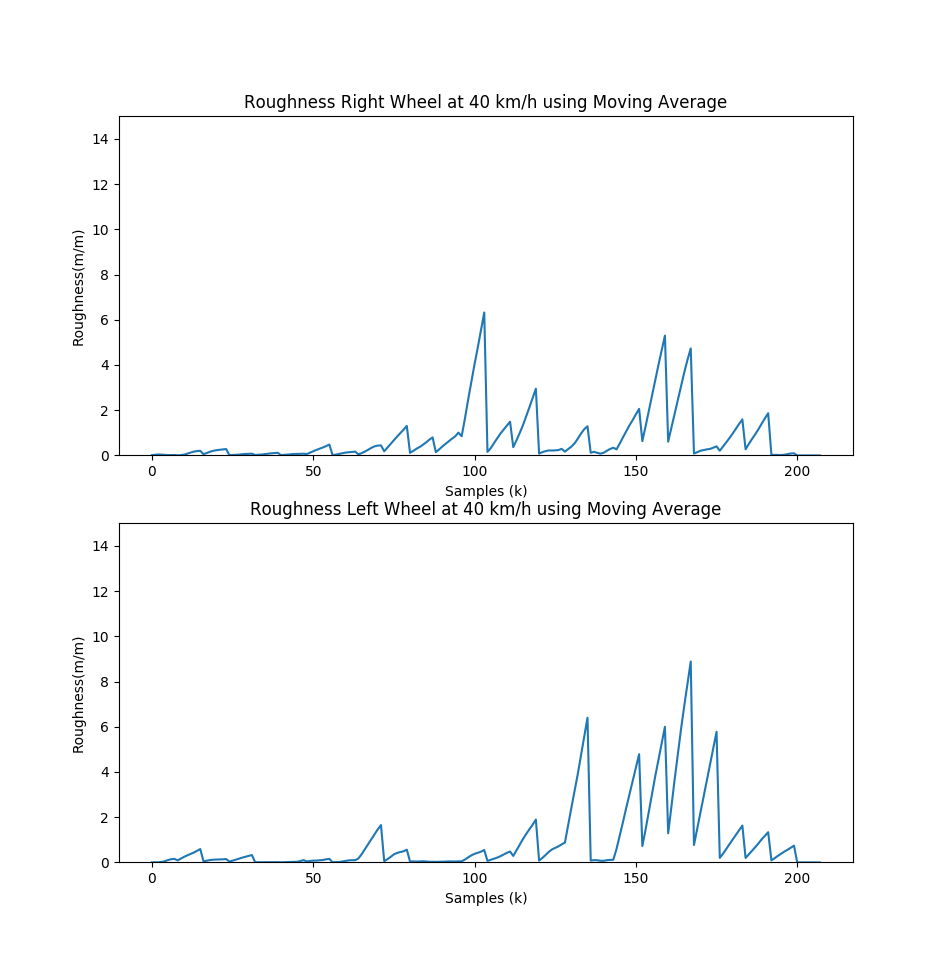 Roughness Right Wheel at 40 km/h using Moving Average
14
12
10
8
6
4
2
0
Roughness(m/m)
0 50 100 150 200
Samples (k)
Roughness Left Wheel at 40 km/h using Moving Average
14
12
10
8
6
4
2
0
Roughness(m/m)
0 50 100 150 200
Samples (k)